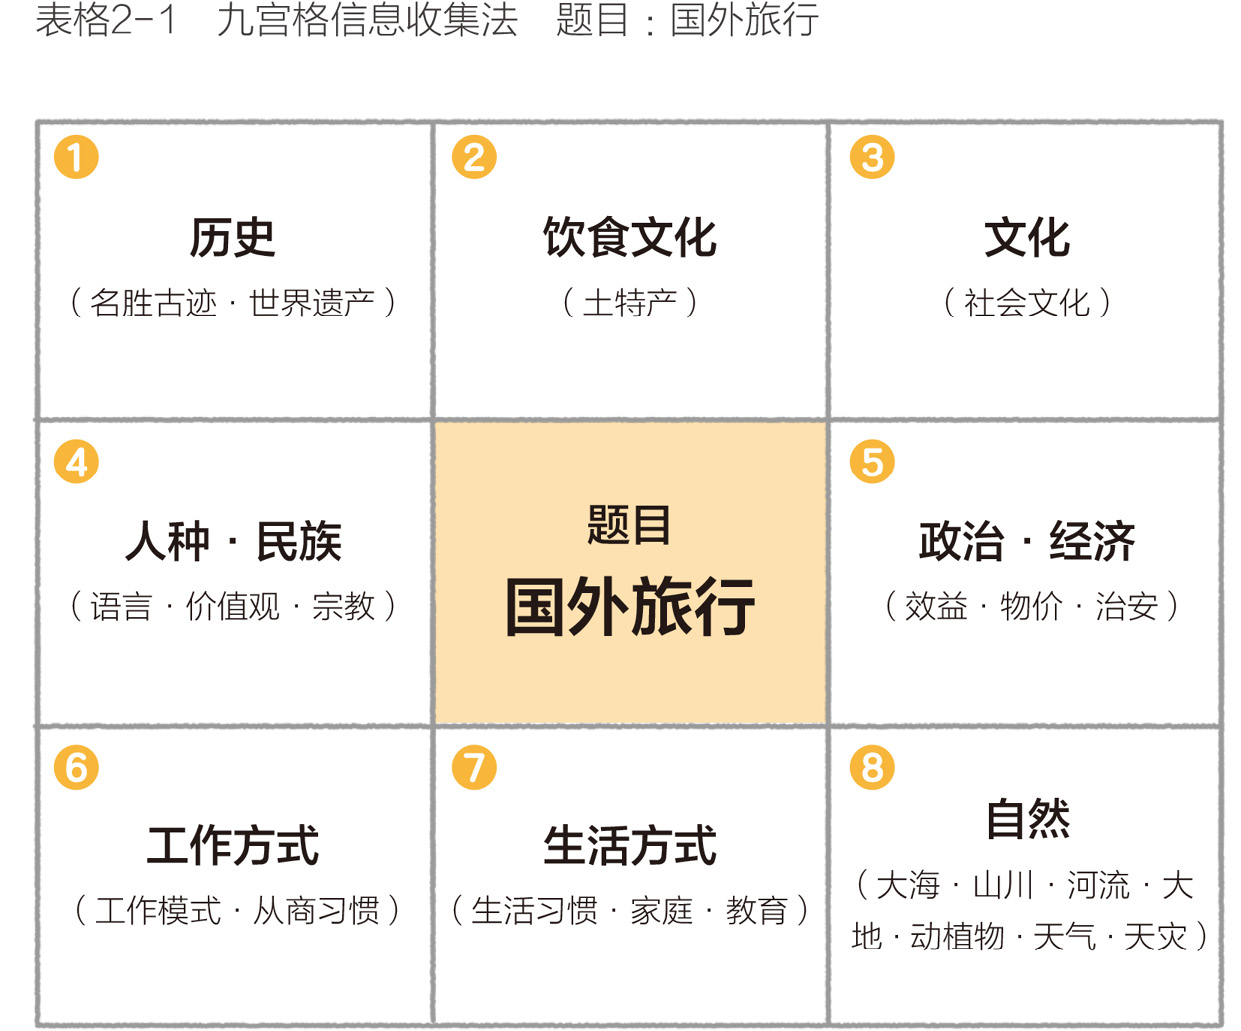 表格2-1　九宫格信息收集法　题目：国外旅行
1
历史
（名胜古迹 · 世界遗产）
2
饮食文化
（土特产）
3
文化
（社会文化）
4
人种 · 民族
（语言 · 价值观 · 宗教）
题目
国外旅行
5
政治 · 经济
（效益 · 物价 · 治安）
6
工作方式
（工作模式 · 从商习惯）
7
生活方式
（生活习惯 · 家庭 · 教育）
8
自然
（大海 · 山川 · 河流 · 大
地 · 动植物 · 天气 · 天灾）